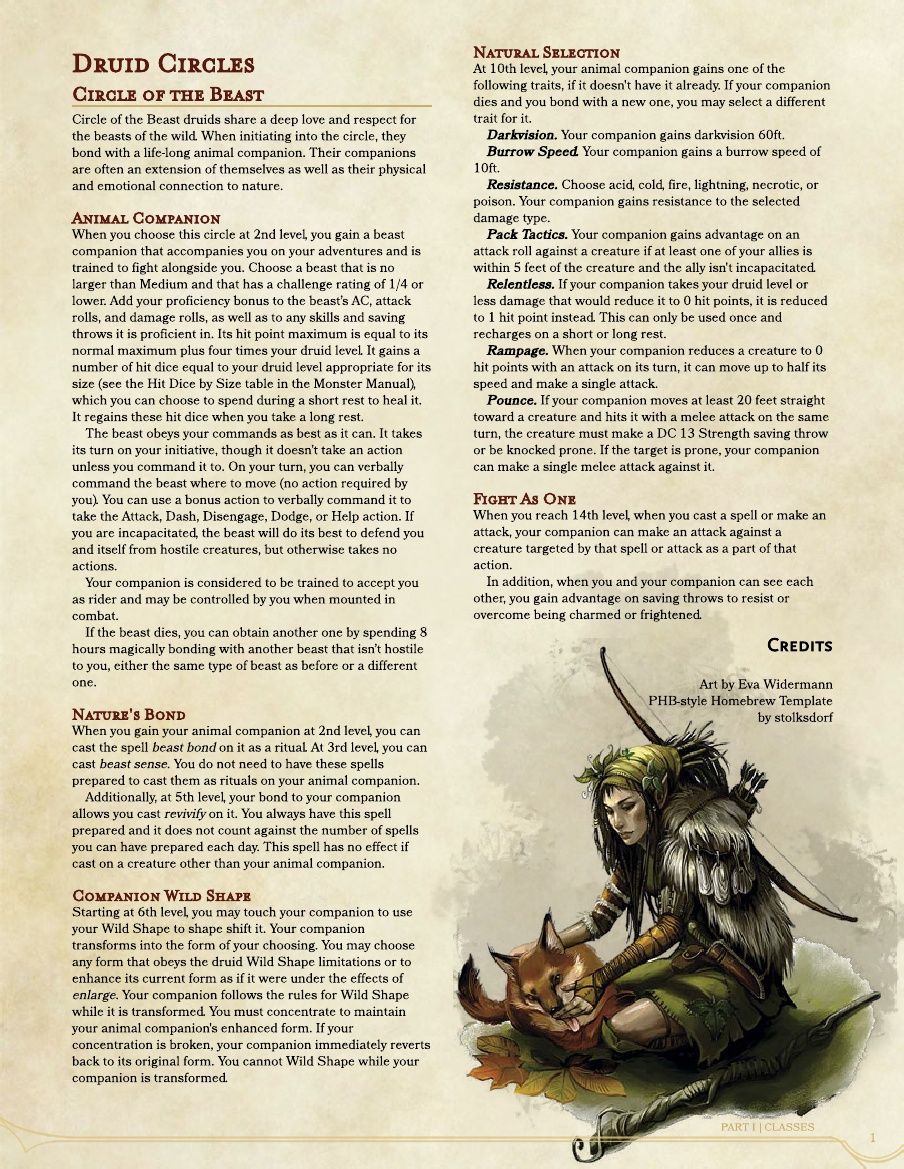 Druid Circles
Circle of the Beast
Circle of the Beast druids share a deep love and respect for
the beasts of the wild. When initiating into the circle, they
bond with a life-long animal companion. Their companions
are often an extension of themselves as well as their physical
and emotional connection to nature.
Animal Companion
When you choose this circle at 2nd level, you gain a beast
companion that accompanies you on your adventures and is
trained to fight alongside you. Choose a beast that is no
larger than Medium and that has a challenge rating of 1/4 or
lower. Add your proficiency bonus to the beast's AC, attack
rolls, and damage rolls, as well as to any skills and saving
throws it is proficient in. Its hit point maximum is equal to its
normal maximum plus four times your druid level. It gains a
number of hit dice equal to your druid level appropriate for its
size (see the Hit Dice by Size table in the Monster Manual),
which you can choose to spend during a short rest to heal it.
It regains these hit dice when you take a long rest.
The beast obeys your commands as best as it can. It takes
its turn on your initiative, though it doesn't take an action
unless you command it to. On your turn, you can verbally
command the beast where to move (no action required by
you). You can use a bonus action to verbally command it to
take the Attack, Dash, Disengage, Dodge, or Help action. If
you are incapacitated, the beast will do its best to defend you
and itself from hostile creatures, but otherwise takes no
actions.
Your companion is considered to be trained to accept you
as rider and may be controlled by you when mounted in
combat.
If the beast dies, you can obtain another one by spending 8
hours magically bonding with another beast that isn't hostile
to you, either the same type of beast as before or a different
one.
Nature's Bond
When you gain your animal companion at 2nd level, you can
cast the spell beast bond on it as a ritual. At 3rd level, you can
cast beast sense. You do not need to have these spells
prepared to cast them as rituals on your animal companion.
Additionally, at 5th level, your bond to your companion
allows you cast revivify on it. You always have this spell
prepared and it does not count against the number of spells
you can have prepared each day. This spell has no effect if
cast on a creature other than your animal companion.
Companion Wild Shape
Starting at 6th level, you may touch your companion to use
your Wild Shape to shape shift it. Your companion
transforms into the form of your choosing. You may choose
any form that obeys the druid Wild Shape limitations or to
enhance its current form as if it were under the effects of
enlarge. Your companion follows the rules for Wild Shape
while it is transformed. You must concentrate to maintain
your animal companion's enhanced form. If your
concentration is broken, your companion immediately reverts
back to its original form. You cannot Wild Shape while your
companion is transformed.
Natural Selection
At 10th level, your animal companion gains one of the
following traits, if it doesn't have it already. If your companion
dies and you bond with a new one, you may select a different
trait for it.
Darkvision. Your companion gains darkvision 60ft.
Burrow Speed. Your companion gains a burrow speed of
10ft.
Resistance. Choose acid, cold, fire, lightning, necrotic, or
poison. Your companion gains resistance to the selected
damage type.
Pack Tactics. Your companion gains advantage on an
attack roll against a creature if at least one of your allies is
within 5 feet of the creature and the ally isn't incapacitated.
Relentless. If your companion takes your druid level or
less damage that would reduce it to 0 hit points, it is reduced
to 1 hit point instead. This can only be used once and
recharges on a short or long rest.
Rampage. When your companion reduces a creature to 0
hit points with an attack on its turn, it can move up to half its
speed and make a single attack.
Pounce. If your companion moves at least 20 feet straight
toward a creature and hits it with a melee attack on the same
turn, the creature must make a DC 13 Strength saving throw
or be knocked prone. If the target is prone, your companion
can make a single melee attack against it.
Fight As One
When you reach 14th level, when you cast a spell or make an
attack, your companion can make an attack against a
creature targeted by that spell or attack as a part of that
action.
In addition, when you and your companion can see each
other, you gain advantage on saving throws to resist or
overcome being charmed or frightened.
Credits
Art by Eva Widermann
PHB-style Homebrew Template
by stolksdorf
PART I | CLASSES
1